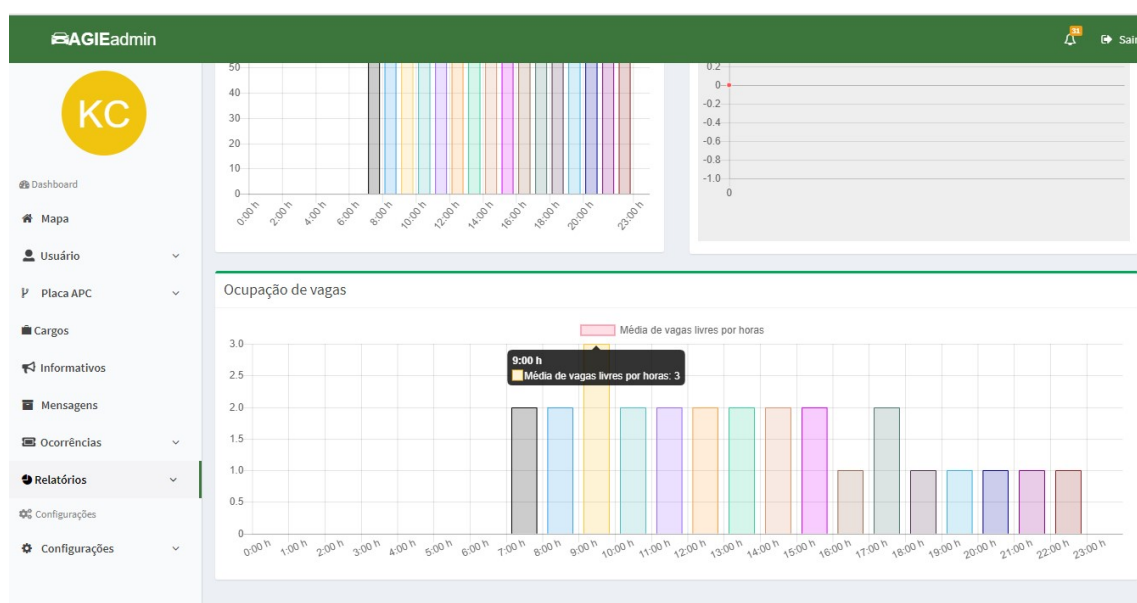 AGIEadmin
31
Sair
KC
Dashboard
Mapa
Usuário
Placa APC
Cargos
Informativos
Mensagens
Ocorrências
Relatórios
Configurações
Configurações
50
40
30
20
10
0
0:00 h 2:00 h 4:00 h 6:00 h 8:00 h 10:00 h 12:00 h 14:00 h 16:00 h 18:00 h 20:00 h 23:00 h
0.2
0
-0.2
-0.4
-0.6
-0.8
-1.0
0
Ocupação de vagas
Média de vagas livres por horas
9:00 h
Média de vagas livres por horas: 3
3.0
2.5
2.0
1.5
1.0
0.5
0
0:00 h 1:00 h 2:00 h 3:00 h 4:00 h 5:00 h 6:00 h 7:00 h 8:00 h 9:00 h 10:00 h 11:00 h 12:00 h 13:00 h 14:00 h 15:00 h 16:00 h 17:00 h 18:00 h 19:00 h 20:00 h 21:00 h 22:00 h 23:00 h